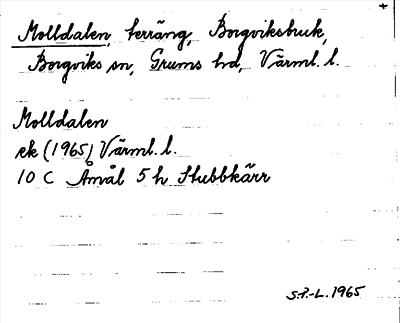 Molldalen, terräng, Borgviksbruk,
Borgviks sn, Grums hd, Värml. l.
Molldalen
ek (1965) Värml. l.
10 C Åmål 5 h Stubbkärr
S.P.-L. 1965